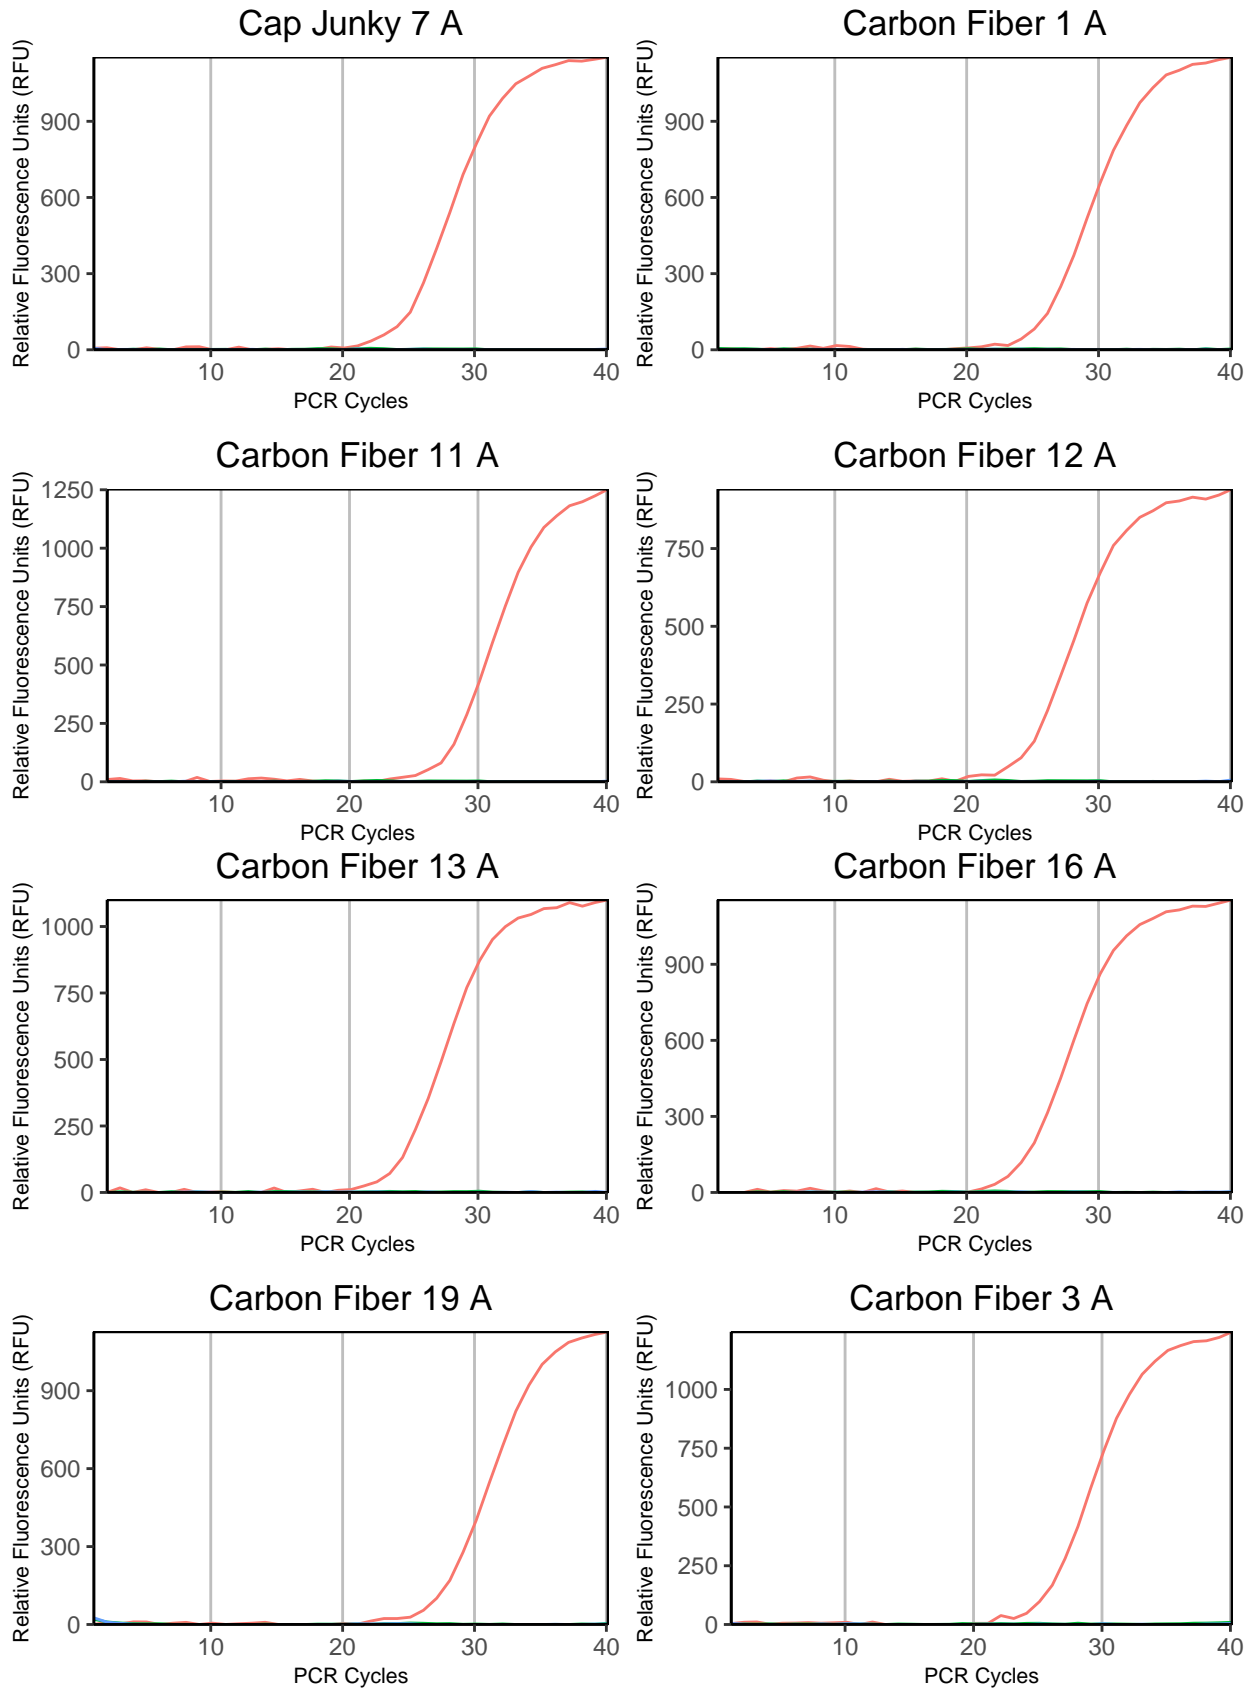 Cap Junky 7 A
Relative Fluorescence Units (RFU)
900
600
300
0
10 20 30 40
PCR Cycles
Carbon Fiber 1 A
Relative Fluorescence Units (RFU)
900
600
300
0
10 20 30 40
PCR Cycles
Carbon Fiber 11 A
Relative Fluorescence Units (RFU)
1250
1000
750
500
250
0
10 20 30 40
PCR Cycles
Carbon Fiber 12 A
Relative Fluorescence Units (RFU)
750
500
250
0
10 20 30 40
PCR Cycles
Carbon Fiber 13 A
Relative Fluorescence Units (RFU)
1000
750
500
250
0
10 20 30 40
PCR Cycles
Carbon Fiber 16 A
Relative Fluorescence Units (RFU)
900
600
300
0
10 20 30 40
PCR Cycles
Carbon Fiber 19 A
Relative Fluorescence Units (RFU)
900
600
300
0
10 20 30 40
PCR Cycles
Carbon Fiber 3 A
Relative Fluorescence Units (RFU)
1000
750
500
250
0
10 20 30 40
PCR Cycles